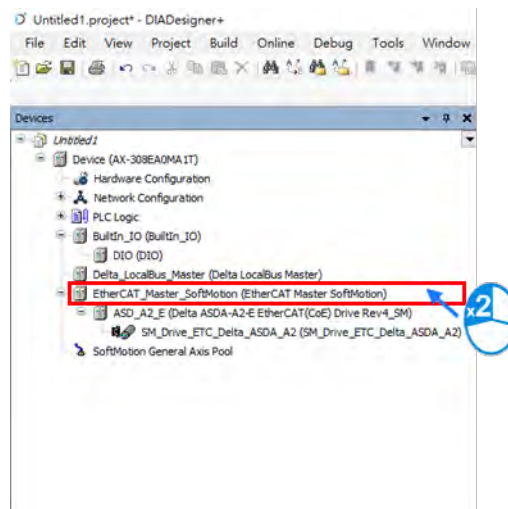 Untitled1.project* - DIADesigner+
File Edit View Project Build Online Debug Tools Window
Devices
Untitled1
Device (AX-308EA0MA1T)
Hardware Configuration
Network Configuration
PLC Logic
BuiltIn_IO (BuiltIn_IO)
DIO (DIO)
Delta_LocalBus_Master (Delta LocalBus Master)
EtherCAT_Master_SoftMotion (EtherCAT Master SoftMotion)
x2
ASD_A2_E (Delta ASDA-A2-E EtherCAT(CoE) Drive Rev4_SM)
SM_Drive_ETC_Delta_ASDA_A2 (SM_Drive_ETC_Delta_ASDA_A2)
SoftMotion General Axis Pool